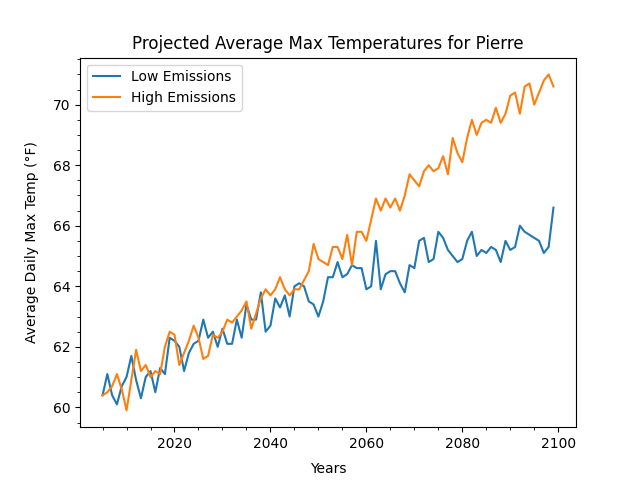 Projected Average Max Temperatures for Pierre
Low Emissions
High Emissions
Average Daily Max Temp (°F)
70
68
66
64
62
60
2020 2040 2060 2080 2100
Years